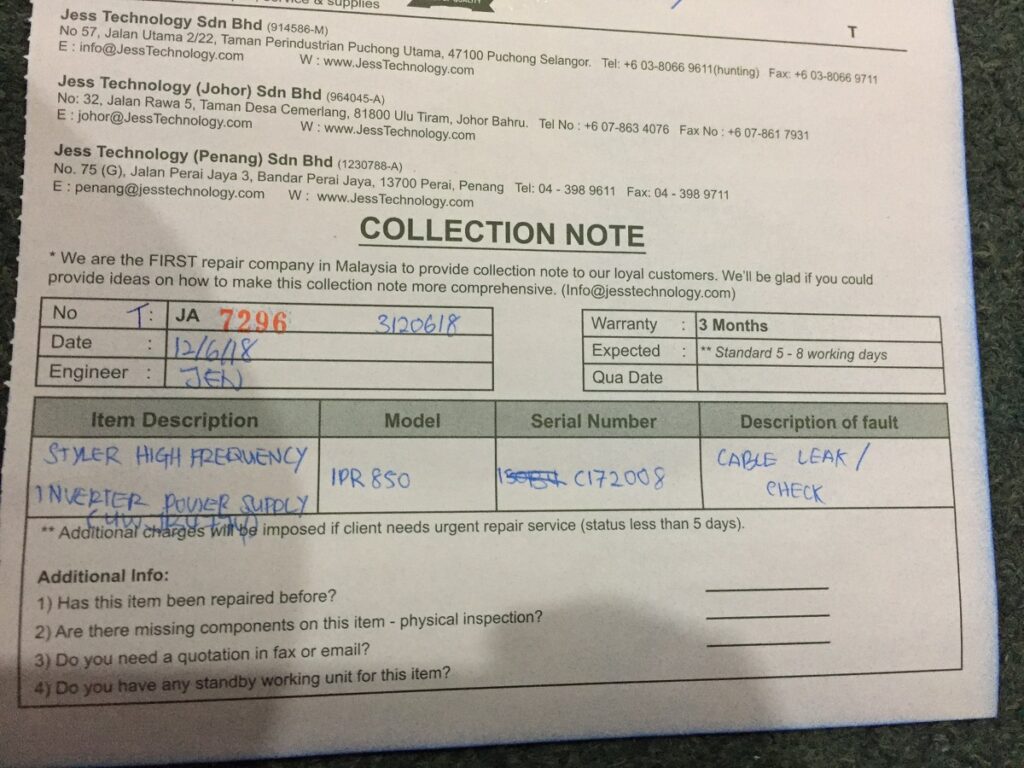 service & supplies
QUALITY
T
Jess Technology Sdn Bhd (914586-M)
No 57, Jalan Utama 2/22, Taman Perindustrian Puchong Utama, 47100 Puchong Selangor. Tel: +6 03-8066 9611(hunting) Fax: +6 03-8066 9711
E : info@JessTechnology.com W : www.JessTechnology.com
Jess Technology (Johor) Sdn Bhd (964045-A)
No: 32, Jalan Rawa 5, Taman Desa Cemerlang, 81800 Ulu Tiram, Johor Bahru. Tel No : +6 07-863 4076 Fax No : +6 07-861 7931
E : johor@JessTechnology.com W : www.JessTechnology.com
Jess Technology (Penang) Sdn Bhd (1230788-A)
No. 75 (G), Jalan Perai Jaya 3, Bandar Perai Jaya, 13700 Perai, Penang Tel: 04 - 398 9611 Fax: 04 - 398 9711
E : penang@jesstechnology.com W : www.JessTechnology.com
COLLECTION NOTE
* We are the FIRST repair company in Malaysia to provide collection note to our loyal customers. We'll be glad if you could
provide ideas on how to make this collection note more comprehensive. (Info@jesstechnology.com)
No T: JA 7296 3120618
Date : 12/6/18
Engineer : JEN
Warranty : 3 Months
Expected : ** Standard 5 - 8 working days
Qua Date
Item Description Model Serial Number Description of fault
STYLER HIGH FREQUENCY IPR 850 C172008 CABLE LEAK /
INVERTER POWER SUPPLY CHECK
** Additional charges will be imposed if client needs urgent repair service (status less than 5 days).
Additional Info:
1) Has this item been repaired before?
2) Are there missing components on this item - physical inspection?
3) Do you need a quotation in fax or email?
4) Do you have any standby working unit for this item?